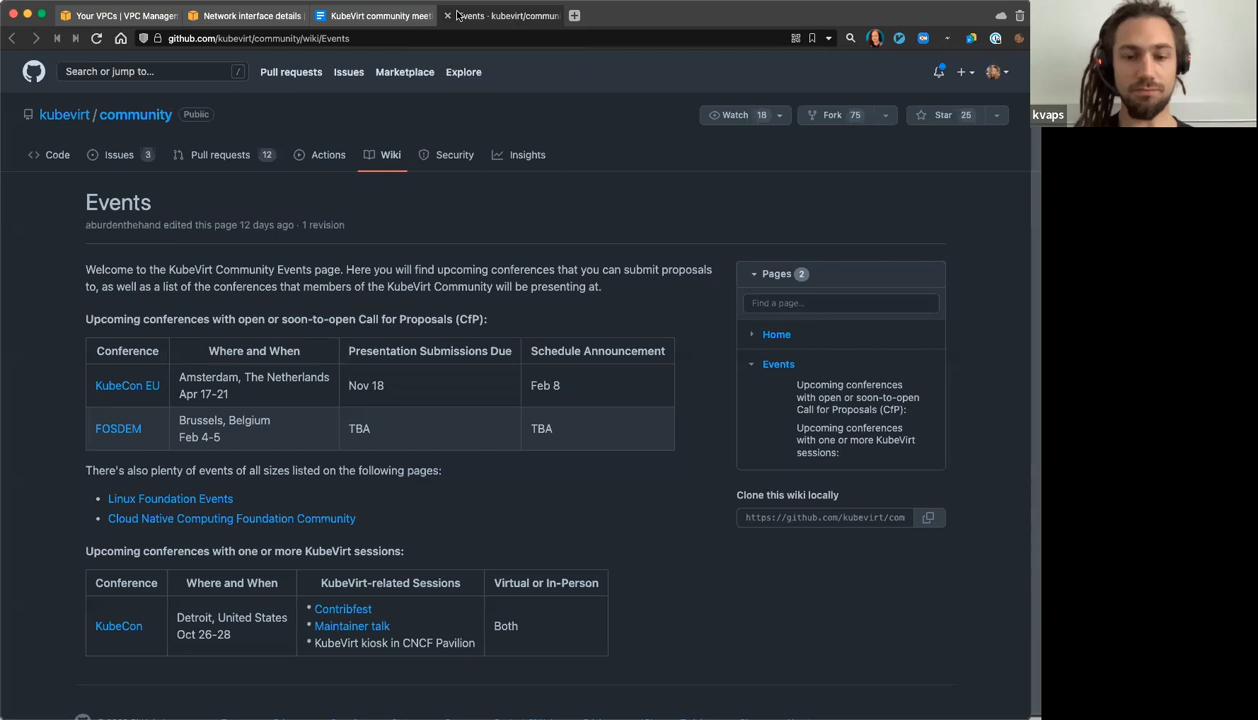 Your VPCs | VPC Managem
Network interface details
KubeVirt community meet
Events · kubevirt/commun
github.com/kubevirt/community/wiki/Events
Search or jump to...
/
Pull requests
Issues
Marketplace
Explore
kubevirt / community
Public
Watch 18
Fork 75
Star 25
Code
Issues 3
Pull requests 12
Actions
Wiki
Security
Insights
kvaps
Events
aburdenthehand edited this page 12 days ago · 1 revision
Welcome to the KubeVirt Community Events page. Here you will find upcoming conferences that you can submit proposals
to, as well as a list of the conferences that members of the KubeVirt Community will be presenting at.
Upcoming conferences with open or soon-to-open Call for Proposals (CfP):
Conference
Where and When
Presentation Submissions Due
Schedule Announcement
KubeCon EU
Amsterdam, The Netherlands
Apr 17-21
Nov 18
Feb 8
FOSDEM
Brussels, Belgium
Feb 4-5
TBA
TBA
There's also plenty of events of all sizes listed on the following pages:
• Linux Foundation Events
• Cloud Native Computing Foundation Community
Upcoming conferences with one or more KubeVirt sessions:
Conference
Where and When
KubeVirt-related Sessions
Virtual or In-Person
KubeCon
Detroit, United States
Oct 26-28
* Contribfest
* Maintainer talk
* KubeVirt kiosk in CNCF Pavilion
Both
Pages 2
Find a page...
Home
Events
Upcoming conferences
with open or soon-to-open
Call for Proposals (CfP):
Upcoming conferences
with one or more KubeVirt
sessions:
Clone this wiki locally
https://github.com/kubevirt/com